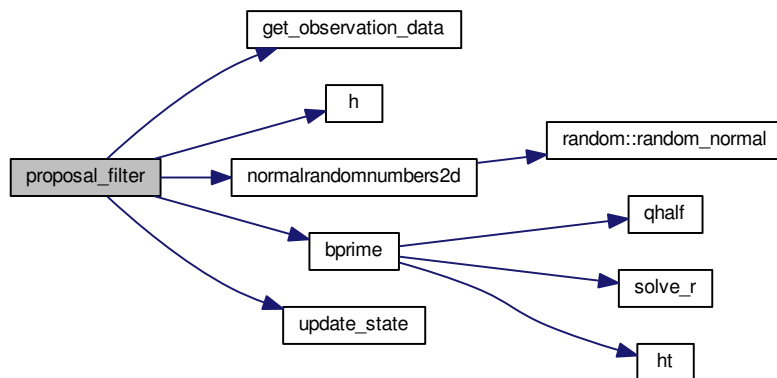 get_observation_data
h
random::random_normal
proposal_filter
normalrandomnumbers2d
qhalf
bprime
solve_r
update_state
ht